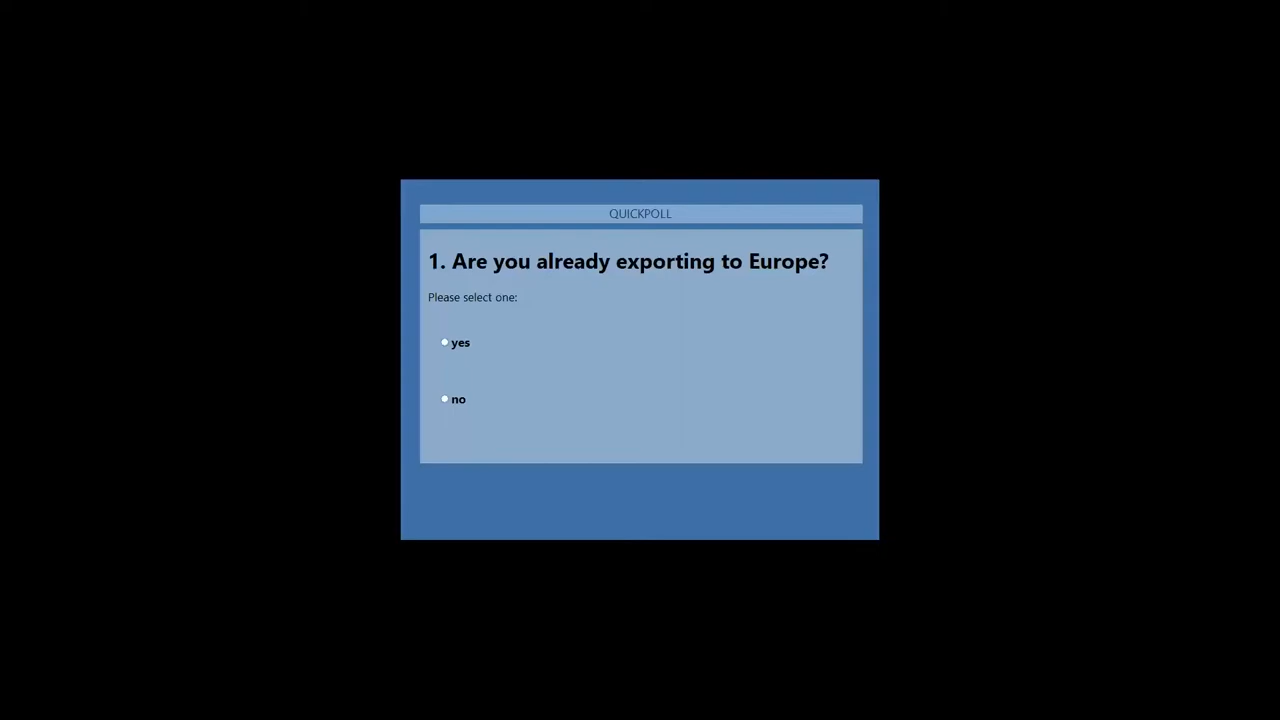 QUICKPOLL
1. Are you already exporting to Europe?
Please select one:
yes
no